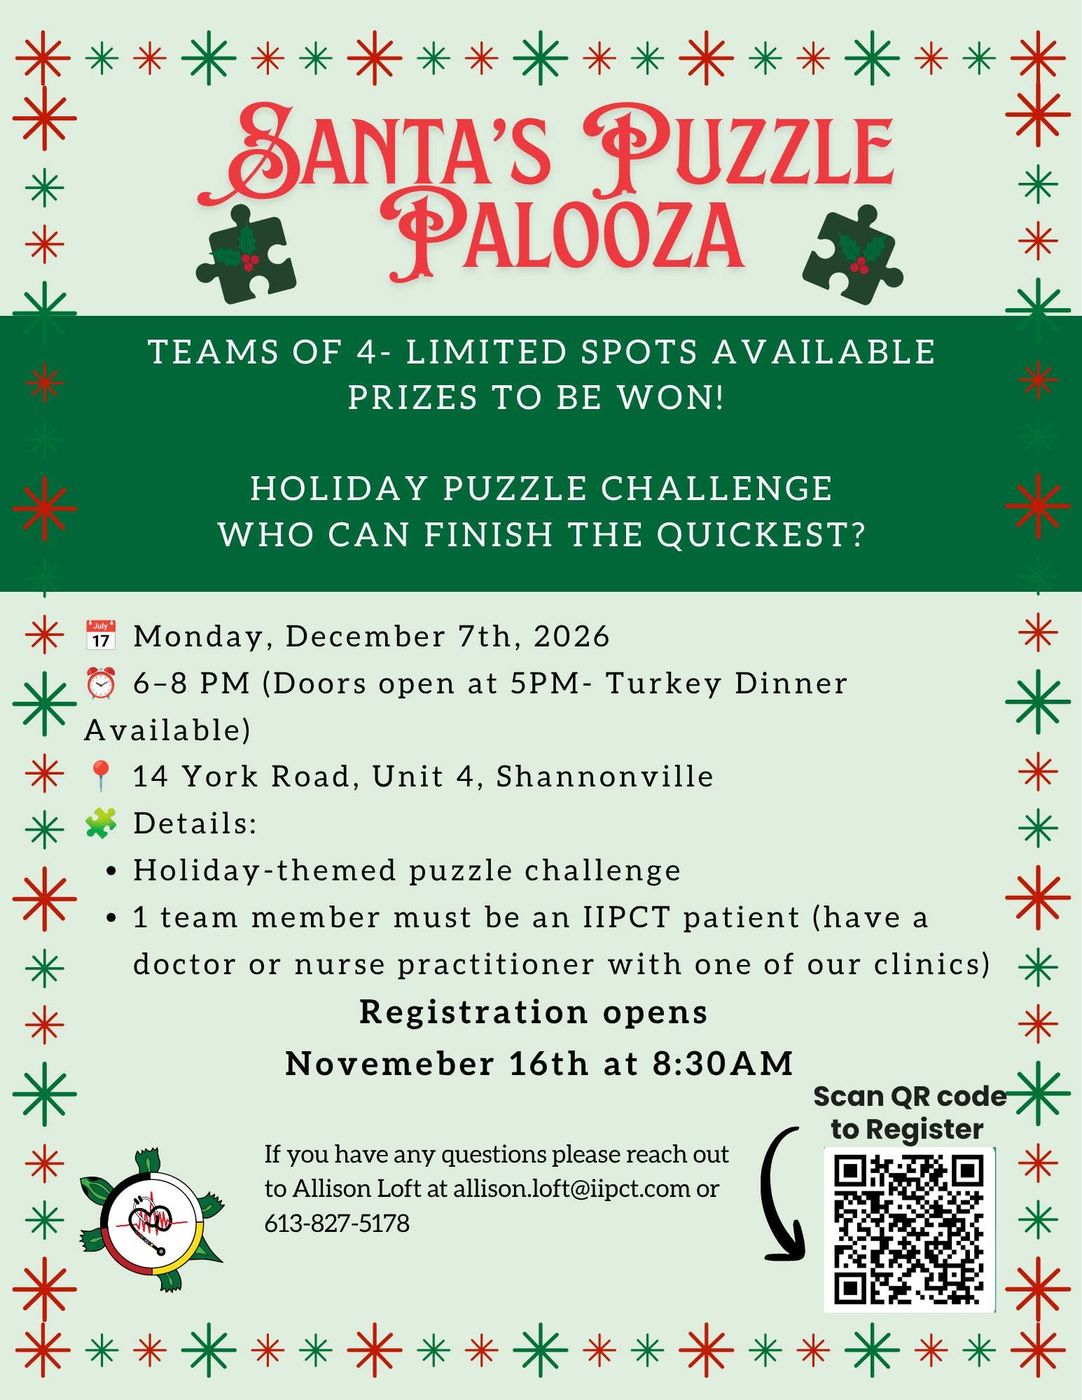 Santa's Puzzle
Palooza
TEAMS OF 4- LIMITED SPOTS AVAILABLE
PRIZES TO BE WON!
HOLIDAY PUZZLE CHALLENGE
WHO CAN FINISH THE QUICKEST?
📅 Monday, December 7th, 2026
⏰ 6–8 PM (Doors open at 5PM- Turkey Dinner
Available)
📍 14 York Road, Unit 4, Shannonville
🧩 Details:
• Holiday-themed puzzle challenge
• 1 team member must be an IIPCT patient (have a
doctor or nurse practitioner with one of our clinics)
Registration opens
Novemeber 16th at 8:30AM
Scan QR code
to Register
If you have any questions please reach out
to Allison Loft at allison.loft@iipct.com or
613-827-5178